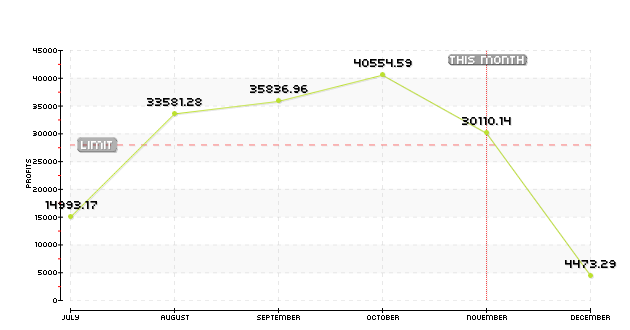 45000
40000
35000
30000
25000
20000
15000
10000
5000
0
PROFITS
THIS MONTH
LIMIT
14993.17
33581.28
35836.96
40554.59
30110.14
4473.29
JULY
AUGUST
SEPTEMBER
OCTOBER
NOVEMBER
DECEMBER